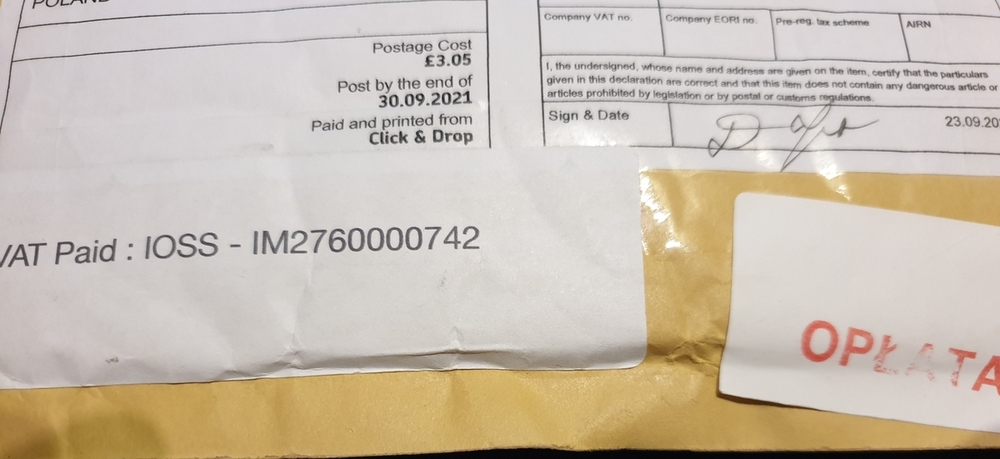 POLAND
Postage Cost
£3.05
Post by the end of
30.09.2021
Paid and printed from
Click & Drop
Company VAT no.
Company EORI no.
Pre-reg. tax scheme
AIRN
I, the undersigned, whose name and address are given on the item, certify that the particulars
given in this declaration are correct and that this item does not contain any dangerous article or
articles prohibited by legislation or by postal or customs regulations.
Sign & Date
23.09.20
VAT Paid : IOSS - IM2760000742
OPŁATA